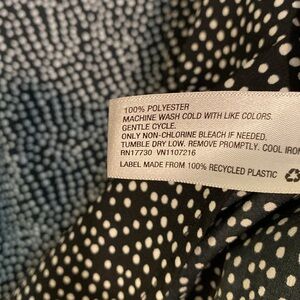 100% POLYESTER
MACHINE WASH COLD WITH LIKE COLORS.
GENTLE CYCLE.
ONLY NON-CHLORINE BLEACH IF NEEDED.
TUMBLE DRY LOW. REMOVE PROMPTLY. COOL IRON
RN17730 VN1107216
LABEL MADE FROM 100% RECYCLED PLASTIC